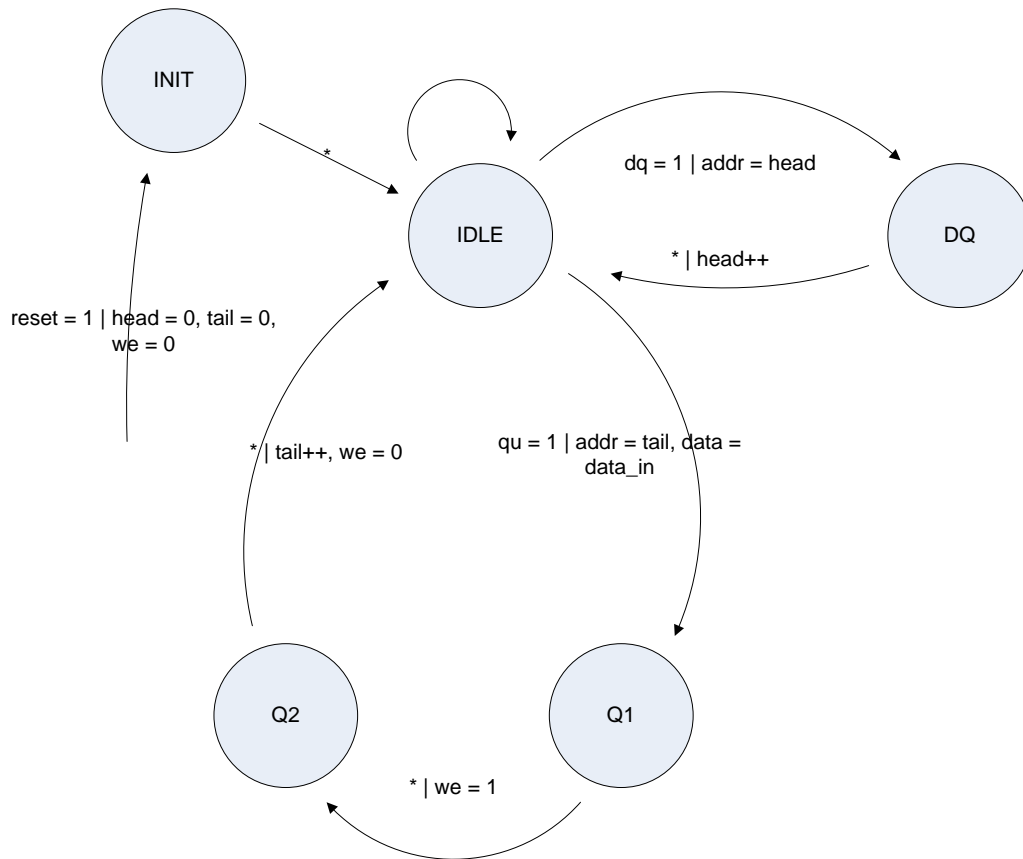 INIT
*
dq = 1 | addr = head
IDLE
DQ
* | head++
reset = 1 | head = 0, tail = 0,
we = 0
* | tail++, we = 0
qu = 1 | addr = tail, data =
data_in
Q2
Q1
* | we = 1